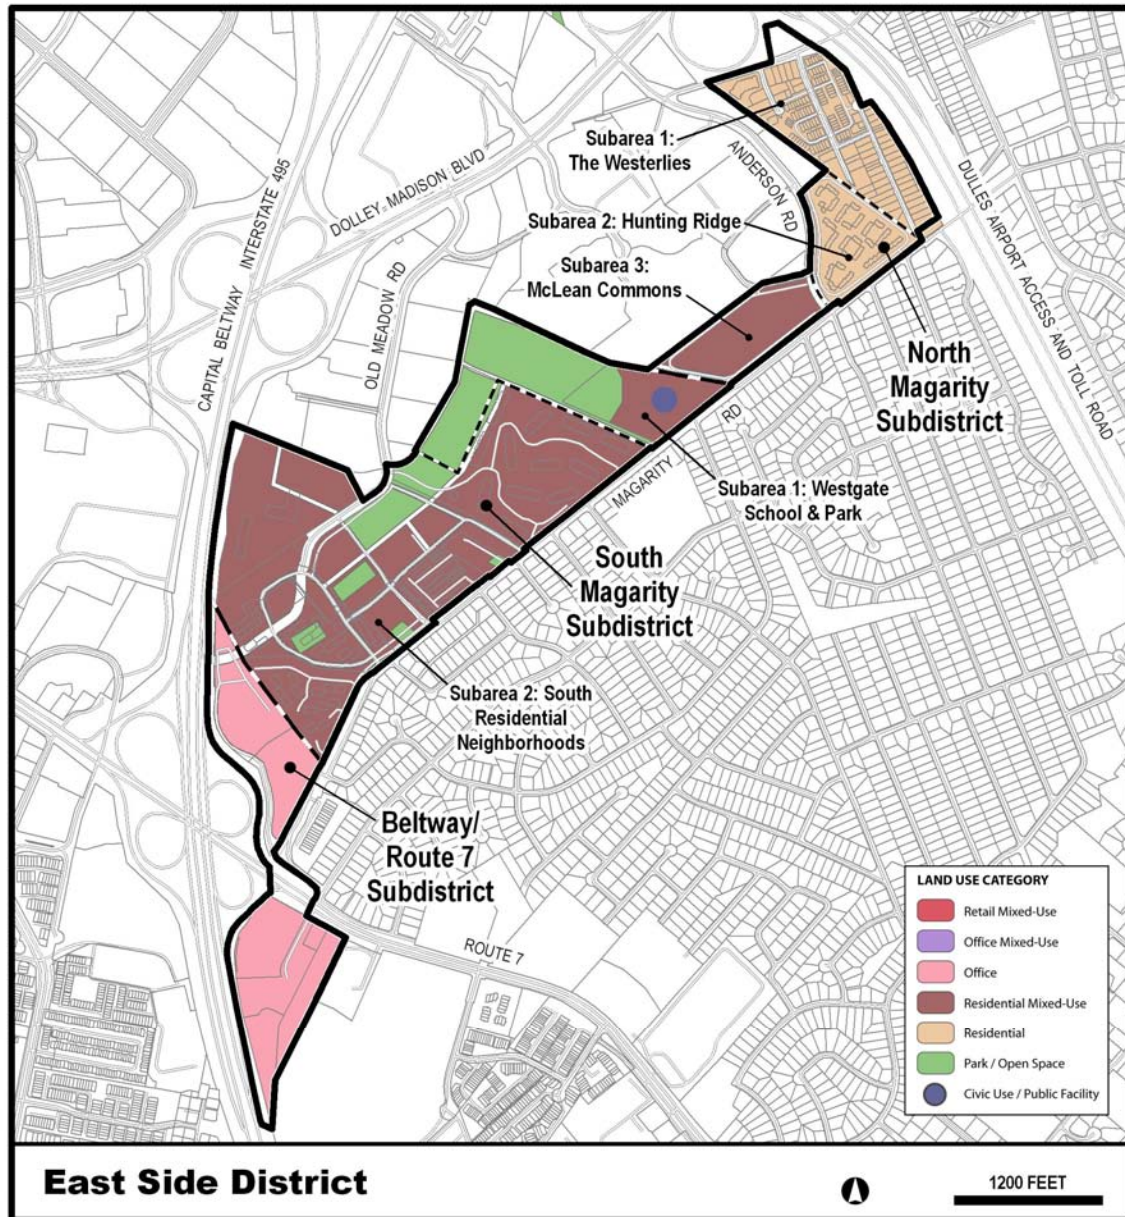 Subarea 1:
The Westerlies
ANDERSON RD
DOLLEY MADISON BLVD
CAPITAL BELTWAY INTERSTATE 495
DULLES AIRPORT ACCESS AND TOLL ROAD
Subarea 2: Hunting Ridge
Subarea 3:
McLean Commons
OLD MEADOW RD
North
Magarity
Subdistrict
MAGARITY RD
Subarea 1: Westgate
School & Park
South
Magarity
Subdistrict
Subarea 2: South
Residential
Neighborhoods
Beltway/
Route 7
Subdistrict
ROUTE 7
LAND USE CATEGORY
Retail Mixed-Use
Office Mixed-Use
Office
Residential Mixed-Use
Residential
Park / Open Space
Civic Use / Public Facility
East Side District
1200 FEET